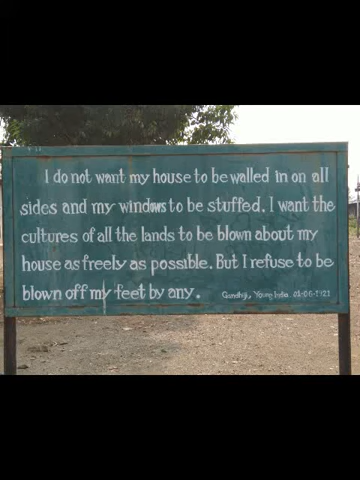 I do not want my house to be walled in on all
sides and my windows to be stuffed. I want the
cultures of all the lands to be blown about my
house as freely as possible. But I refuse to be
blown off my feet by any.
Gandhiji, Young India 01-06-1921